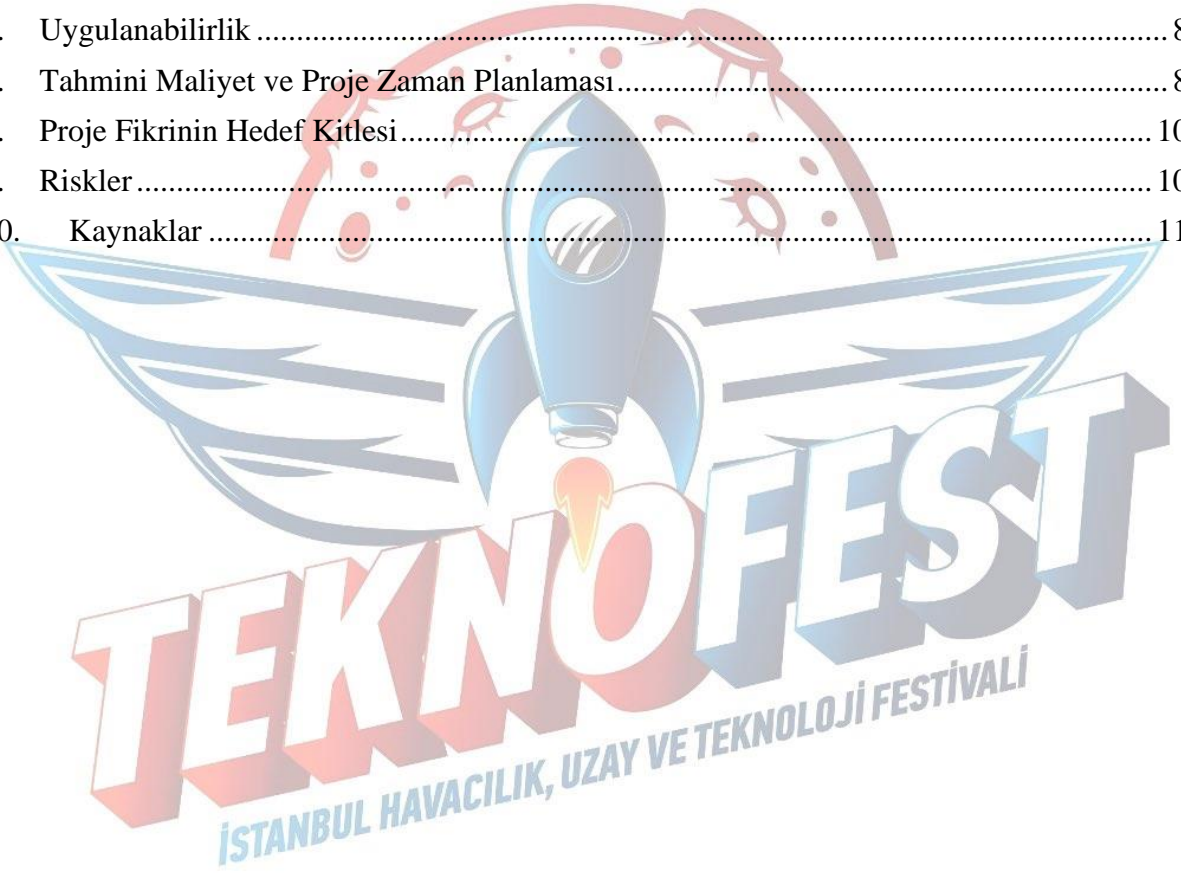 . Uygulanabilirlik ........ 8
. Tahmini Maliyet ve Proje Zaman Planlaması ........ 8
. Proje Fikrinin Hedef Kitlesi ........ 10
. Riskler ........ 10
0. Kaynaklar ........ 11
TEKNOFEST
İSTANBUL HAVACILIK, UZAY VE TEKNOLOJİ FESTİVALİ